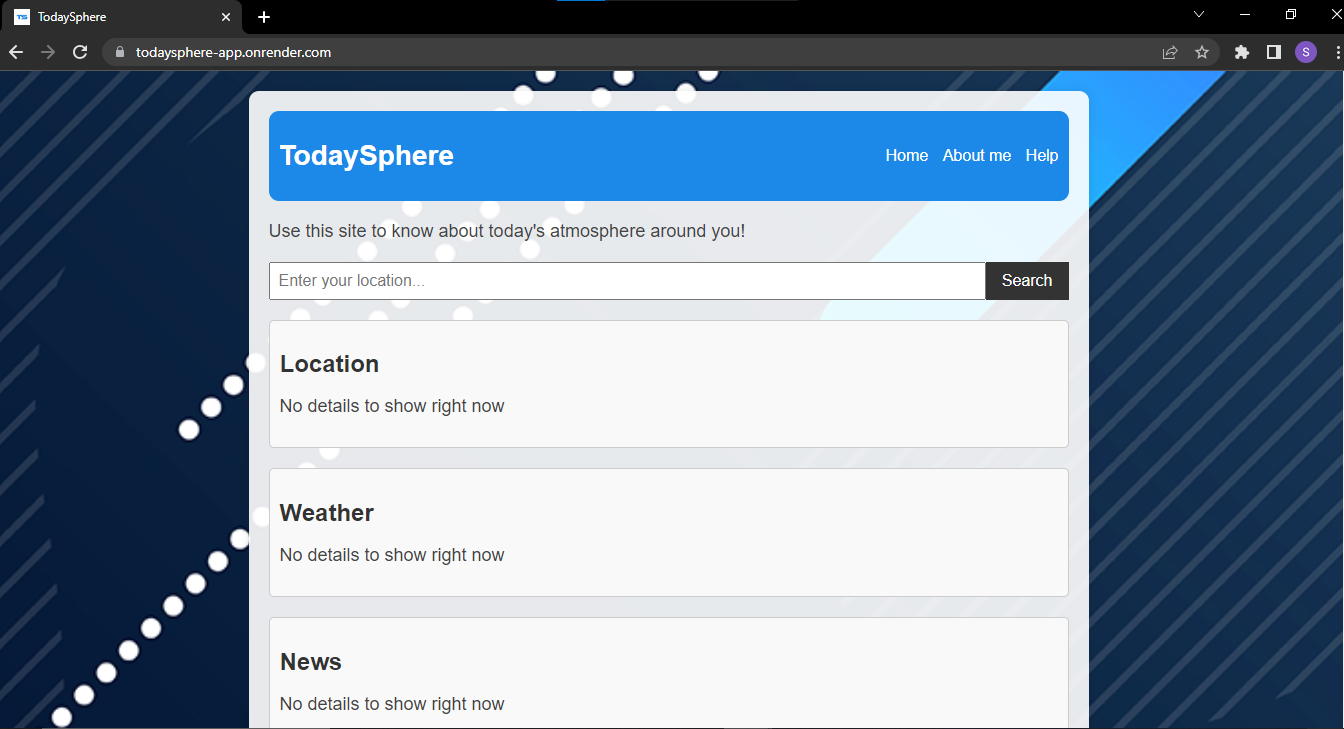 TodaySphere
todaysphere-app.onrender.com
S
TodaySphere
Home About me Help
Use this site to know about today's atmosphere around you!
Enter your location...
Search
Location
No details to show right now
Weather
No details to show right now
News
No details to show right now